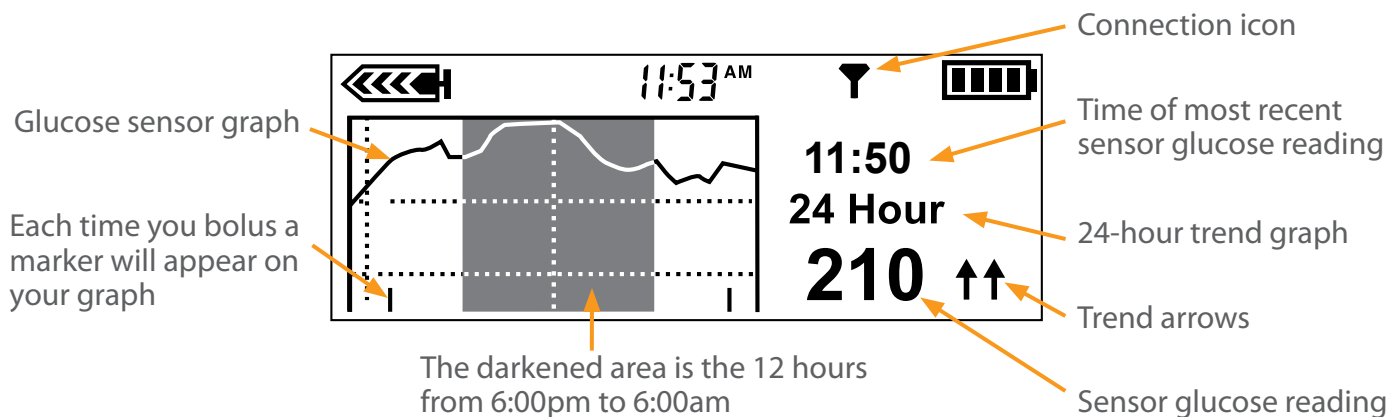 Connection icon
11:53 AM
Glucose sensor graph
11:50
Time of most recent
sensor glucose reading
24 Hour
24-hour trend graph
Each time you bolus a
marker will appear on
your graph
210
Trend arrows
The darkened area is the 12 hours
from 6:00pm to 6:00am
Sensor glucose reading